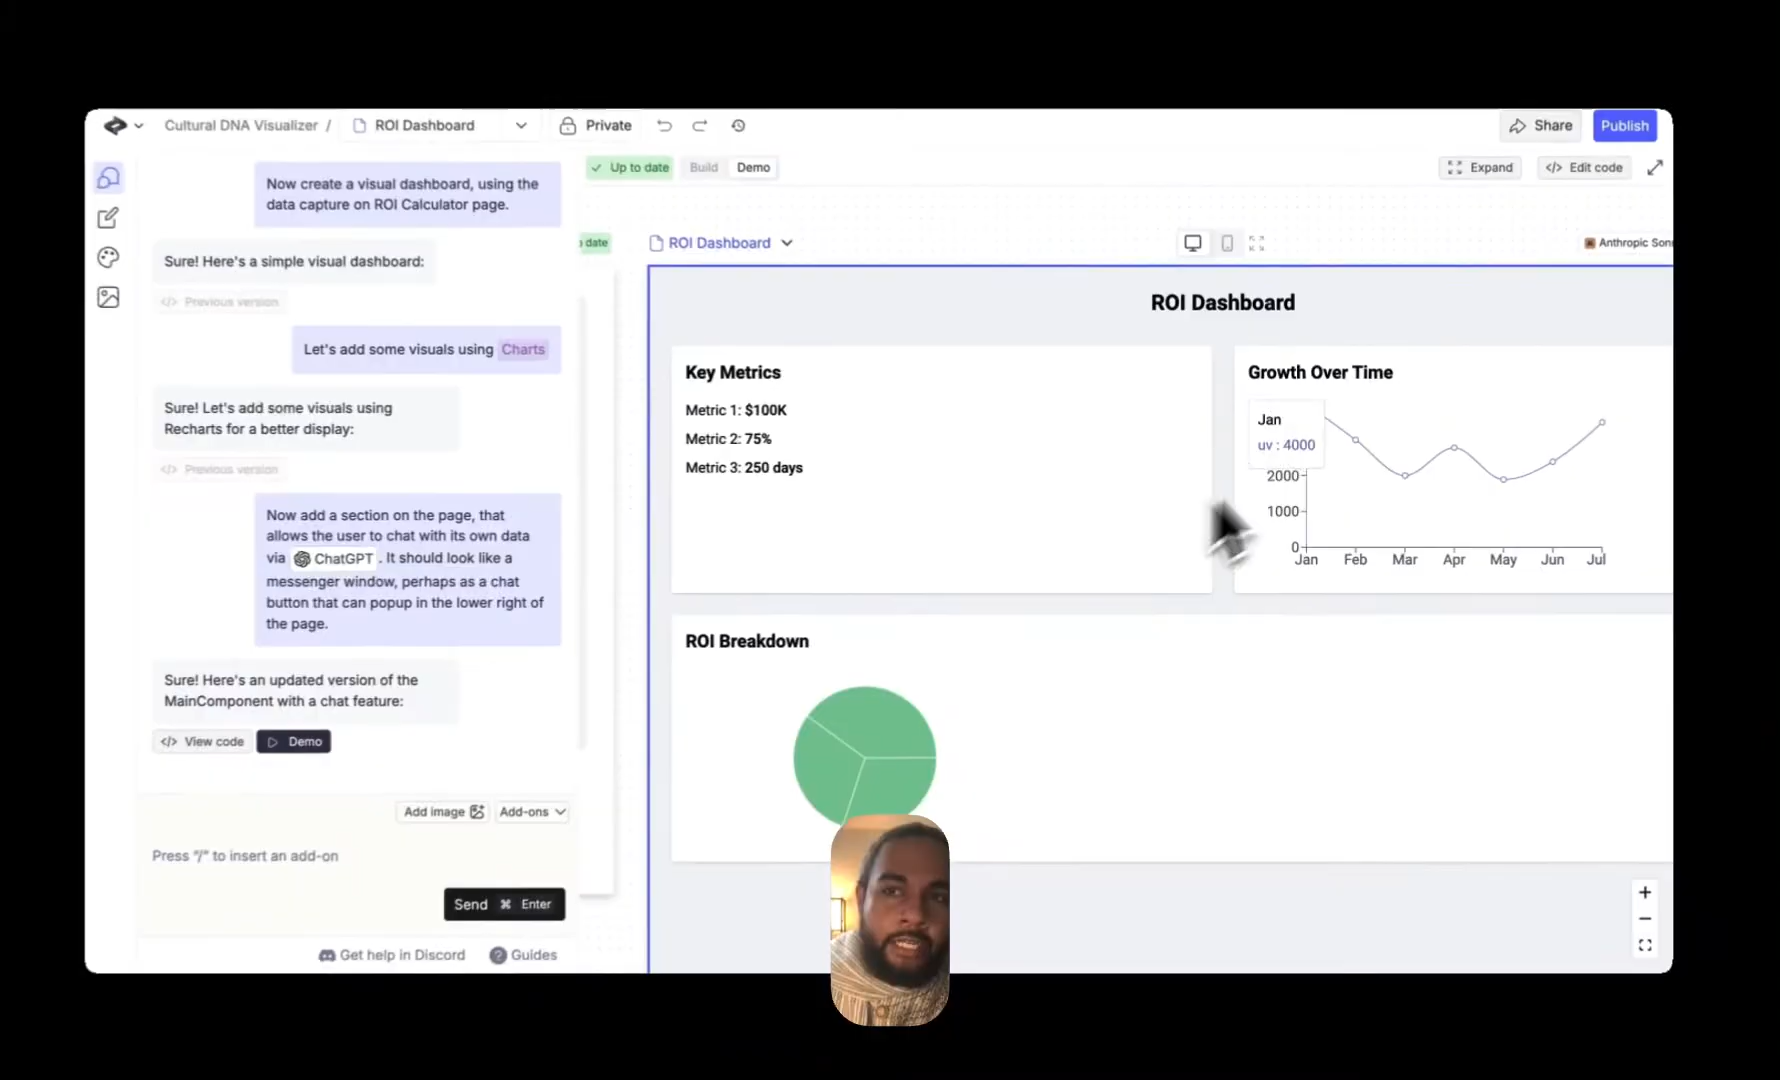 Cultural DNA Visualizer /
ROI Dashboard
Private
Share
Publish
Now create a visual dashboard, using the
data capture on ROI Calculator page.
Sure! Here's a simple visual dashboard:
</> Previous version
Let's add some visuals using Charts
Sure! Let's add some visuals using
Recharts for a better display:
</> Previous version
Now add a section on the page, that
allows the user to chat with its own data
via ChatGPT. It should look like a
messenger window, perhaps as a chat
button that can popup in the lower right of
the page.
Sure! Here's an updated version of the
MainComponent with a chat feature:
</> View code
Demo
Add image
Add-ons
Press "/" to insert an add-on
Send ⌘ Enter
Get help in Discord
Guides
Up to date
Build
Demo
Expand
</> Edit code
date
ROI Dashboard
Anthropic Son
ROI Dashboard
Key Metrics
Metric 1: $100K
Metric 2: 75%
Metric 3: 250 days
Growth Over Time
Jan
uv : 4000
2000
1000
0
Jan Feb Mar Apr May Jun Jul
ROI Breakdown